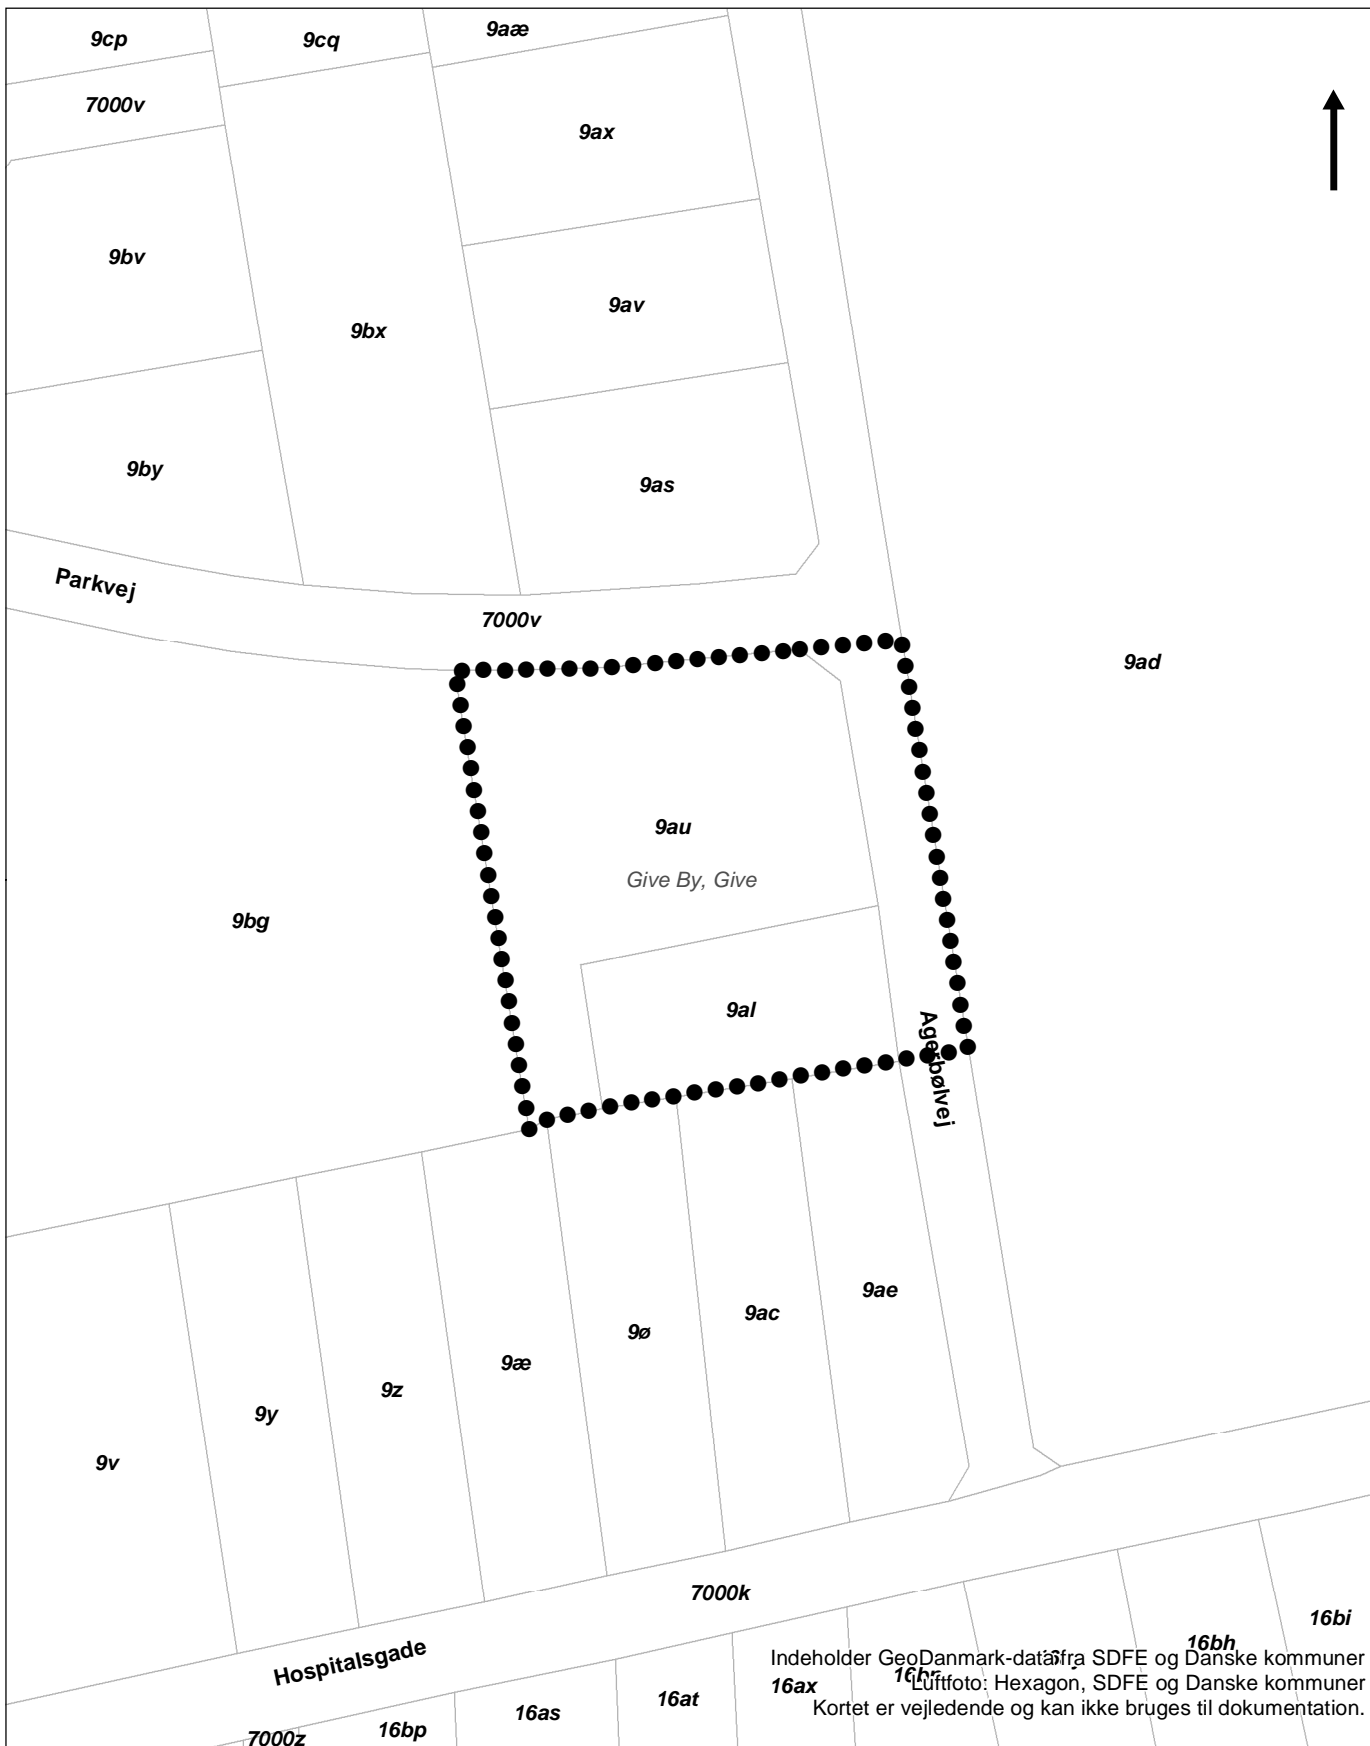 9cp
9cq
9aæ
7000v
9ax
9bv
9av
9bx
9by
9as
Parkvej
7000v
9ad
9au
Give By, Give
9bg
9al
Agerbølvej
9ae
9ac
9ø
9æ
9z
9y
9v
7000k
16bi
16bh
Hospitalsgade
Indeholder GeoDanmark-data fra SDFE og Danske kommuner
16ax
Luftfoto: Hexagon, SDFE og Danske kommuner
16at
Kortet er vejledende og kan ikke bruges til dokumentation.
16as
16bp
7000z